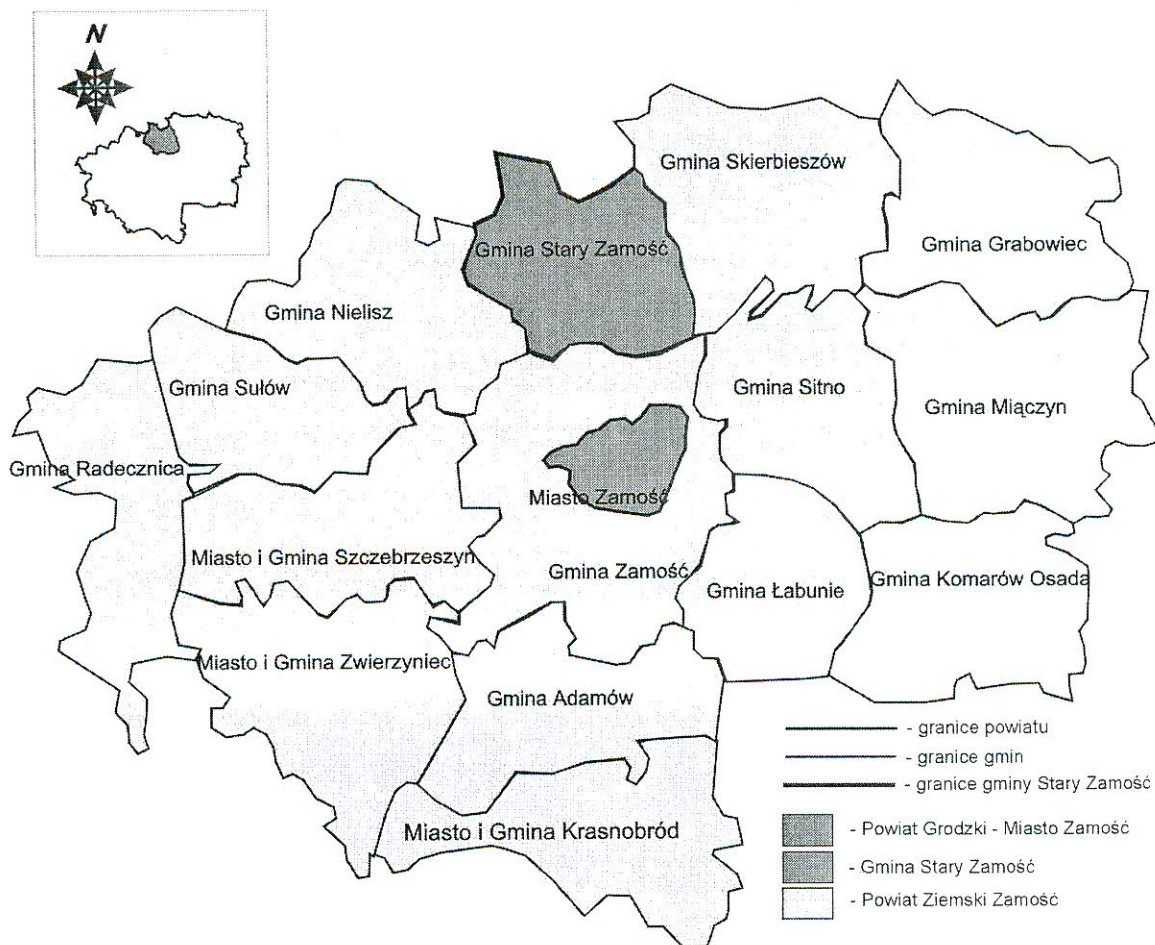 N
Gmina Skierbieszów
Gmina Stary Zamość
Gmina Grabowiec
Gmina Nielisz
Gmina Sułów
Gmina Sitno
Gmina Miączyn
Gmina Radecznica
Miasto Zamość
Miasto i Gmina Szczebrzeszyn
Gmina Zamość
Gmina Łabunie
Gmina Komarów Osada
Miasto i Gmina Zwierzyniec
Gmina Adamów
Miasto i Gmina Krasnobród
- granice powiatu
- granice gmin
- granice gminy Stary Zamość
- Powiat Grodzki - Miasto Zamość
- Gmina Stary Zamość
- Powiat Ziemski Zamość